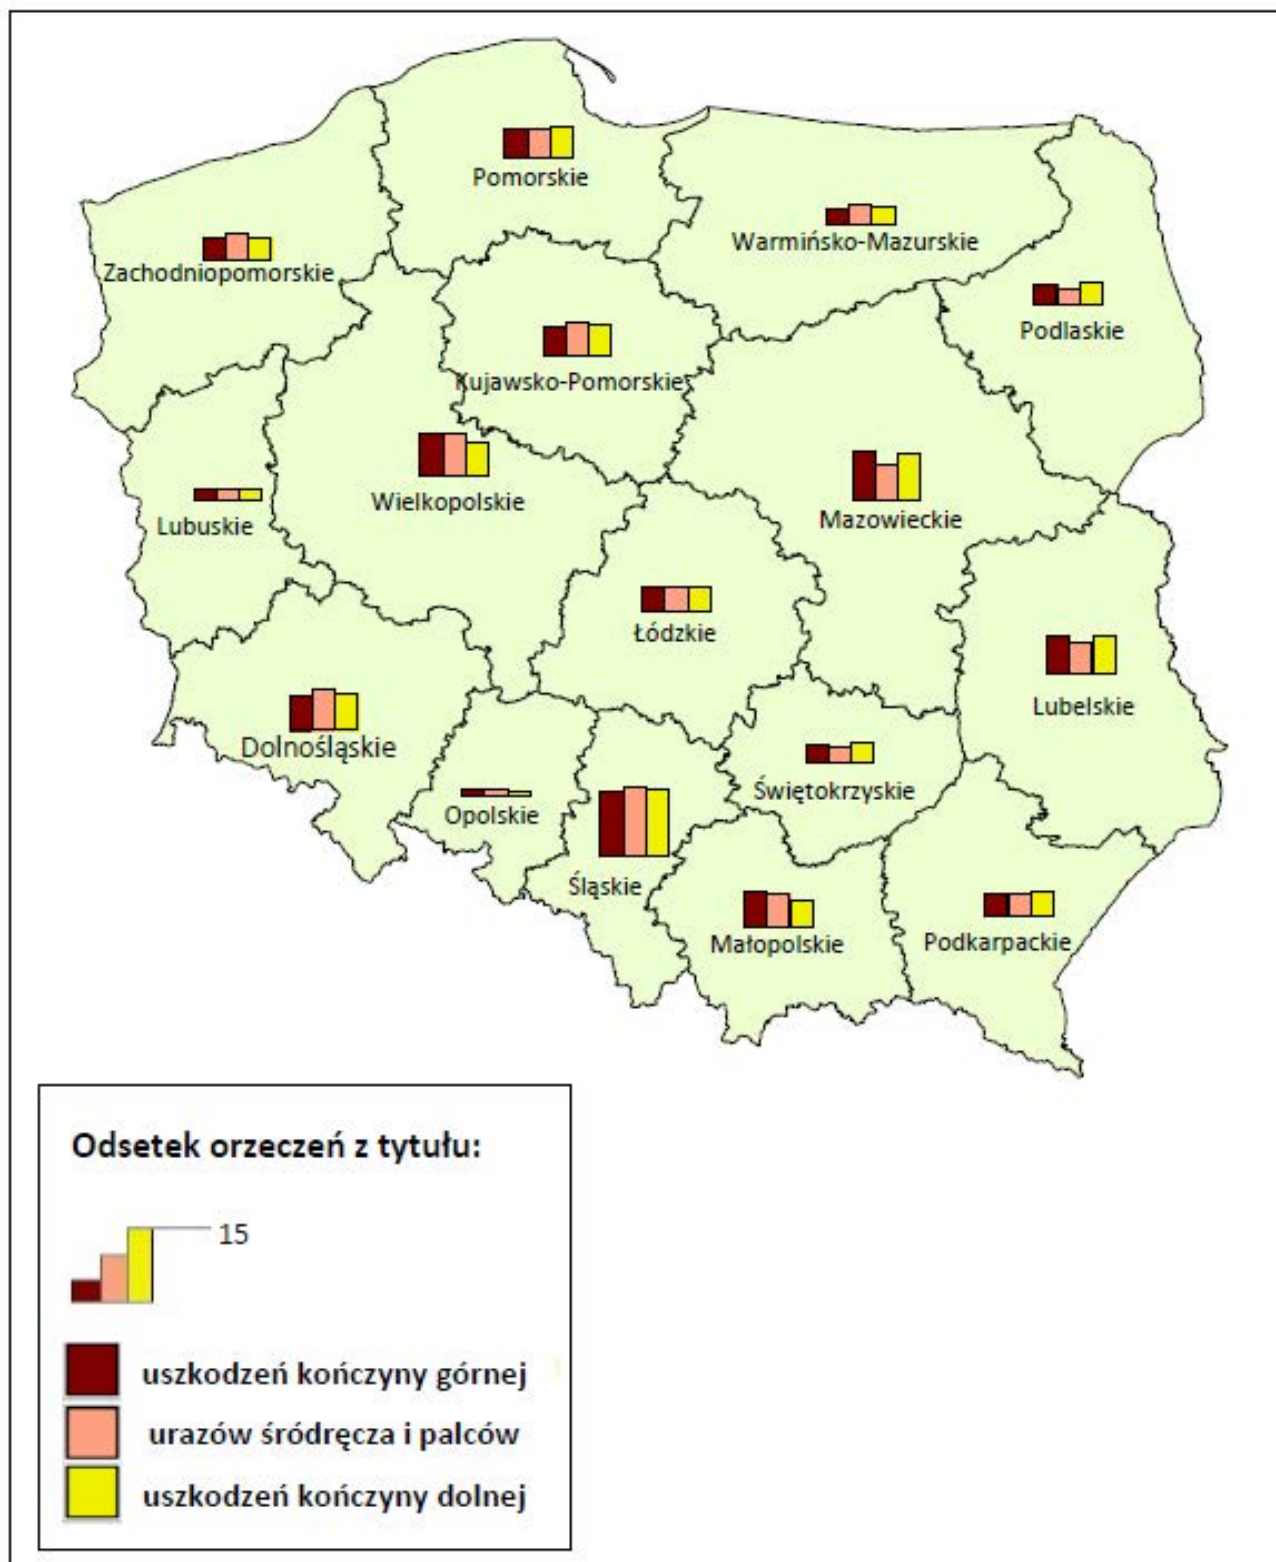 Pomorskie
Warmińsko-Mazurskie
Zachodniopomorskie
Podlaskie
Kujawsko-Pomorskie
Wielkopolskie
Mazowieckie
Lubuskie
Łódzkie
Lubelskie
Dolnośląskie
Świętokrzyskie
Opolskie
Śląskie
Małopolskie
Podkarpackie
Odsetek orzeczeń z tytułu:
15
uszkodzeń kończyny górnej
urazów śródręcza i palców
uszkodzeń kończyny dolnej